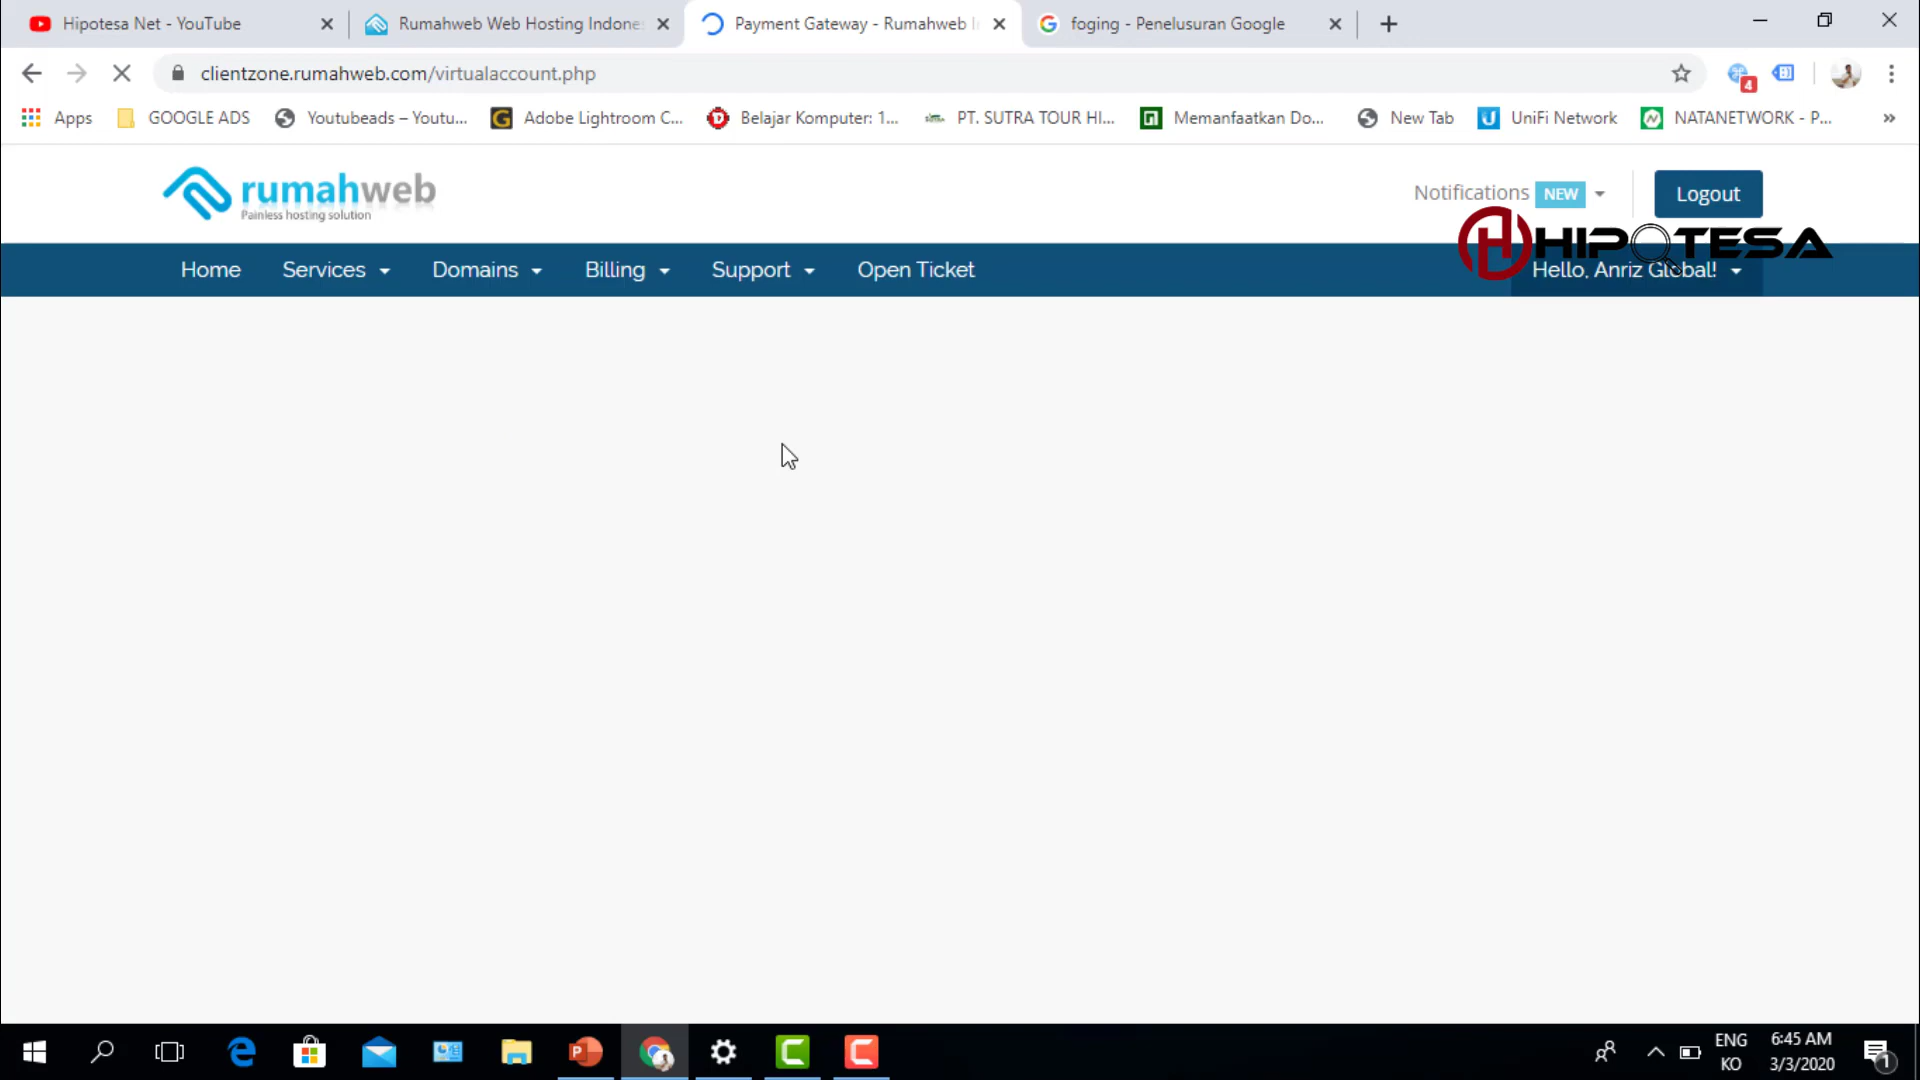 Hipotesa Net - YouTube
Rumahweb Web Hosting Indone
Payment Gateway - Rumahweb I
foging - Penelusuran Google
clientzone.rumahweb.com/virtualaccount.php
Apps
GOOGLE ADS
Youtubeads – Youtu...
Adobe Lightroom C...
Belajar Komputer: 1...
PT. SUTRA TOUR HI...
Memanfaatkan Do...
New Tab
UniFi Network
NATANETWORK - P...
rumahweb
Painless hosting solution
Notifications NEW
Logout
HIPOTESA
Home
Services
Domains
Billing
Support
Open Ticket
Hello, Anriz Global!
ENG
KO
6:45 AM
3/3/2020
1
4